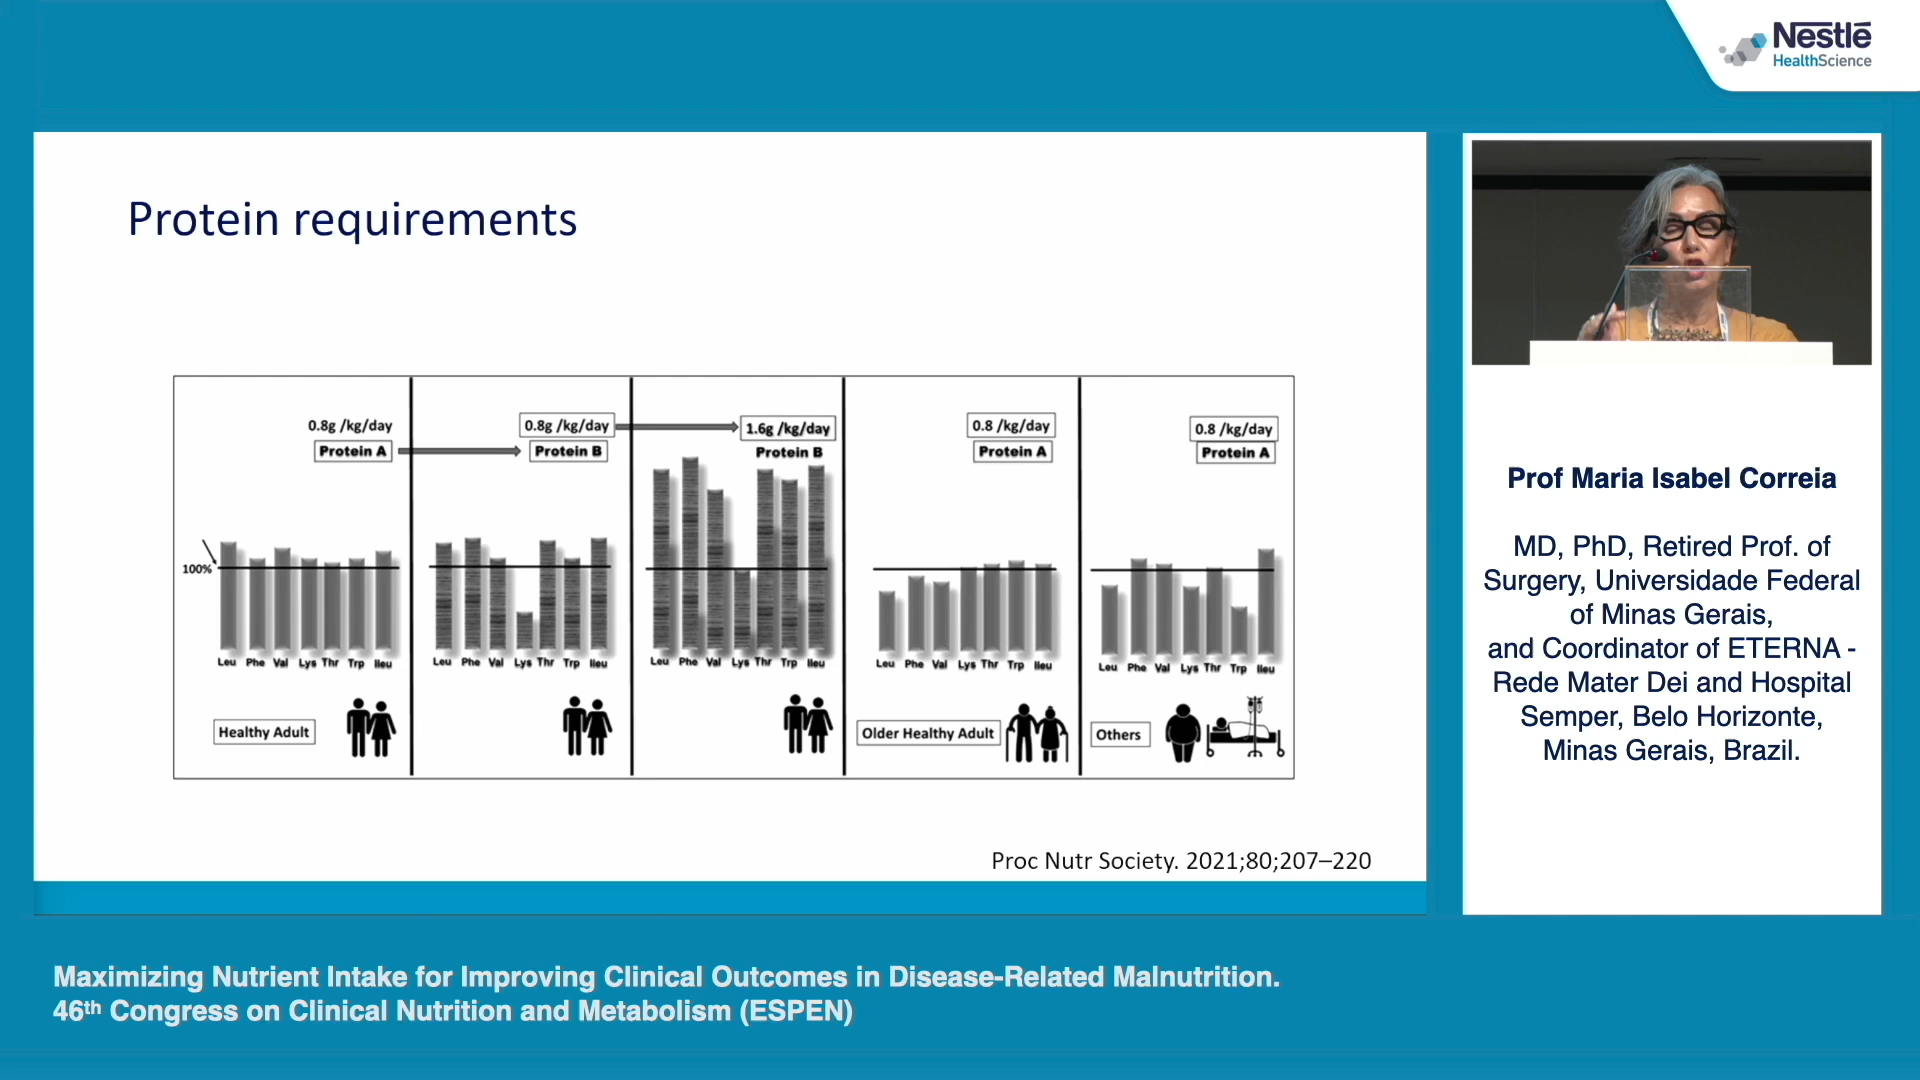 Nestlé
HealthScience
Protein requirements
0.8g /kg/day
Protein A
0.8g /kg/day
Protein B
1.6g /kg/day
Protein B
0.8 /kg/day
Protein A
0.8 /kg/day
Protein A
100%
Leu Phe Val Lys Thr Trp Ileu
Leu Phe Val Lys Thr Trp Ileu
Leu Phe Val Lys Thr Trp Ileu
Leu Phe Val Lys Thr Trp Ileu
Leu Phe Val Lys Thr Trp Ileu
Healthy Adult
Older Healthy Adult
Others
Proc Nutr Society. 2021;80;207–220
Prof Maria Isabel Correia
MD, PhD, Retired Prof. of
Surgery, Universidade Federal
of Minas Gerais,
and Coordinator of ETERNA -
Rede Mater Dei and Hospital
Semper, Belo Horizonte,
Minas Gerais, Brazil.
Maximizing Nutrient Intake for Improving Clinical Outcomes in Disease-Related Malnutrition.
46th Congress on Clinical Nutrition and Metabolism (ESPEN)